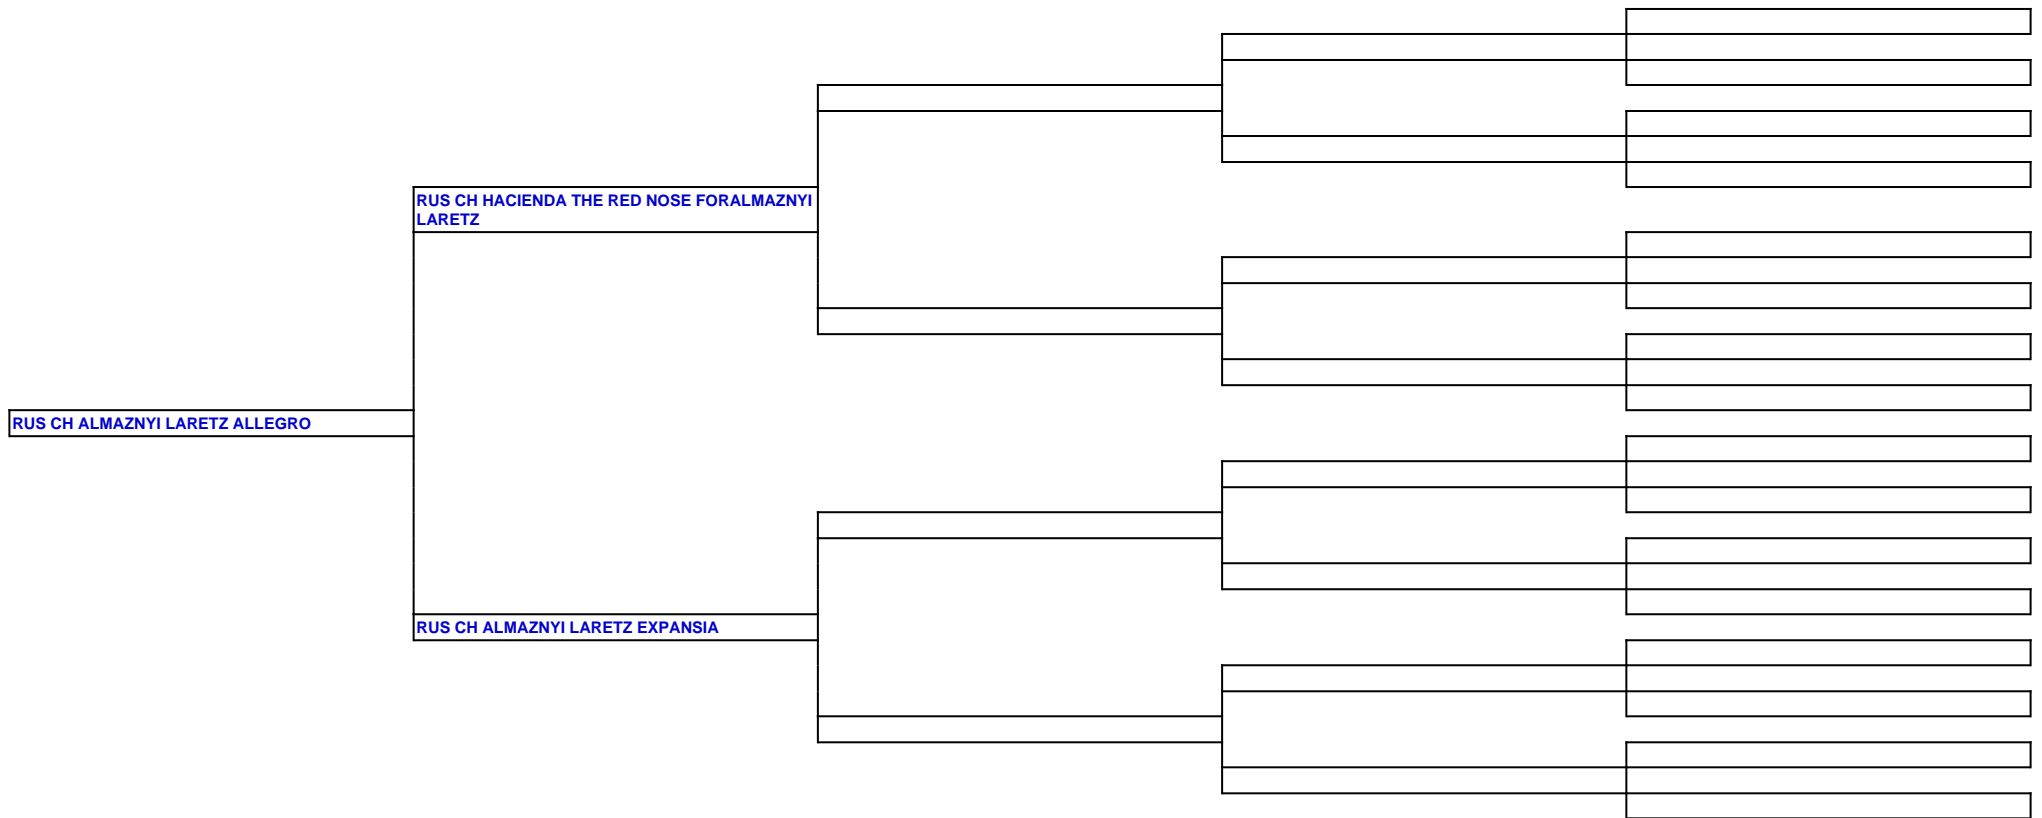 RUS CH HACIENDA THE RED NOSE FORALMAZNYI
LARETZ
RUS CH ALMAZNYI LARETZ ALLEGRO
RUS CH ALMAZNYI LARETZ EXPANSIA